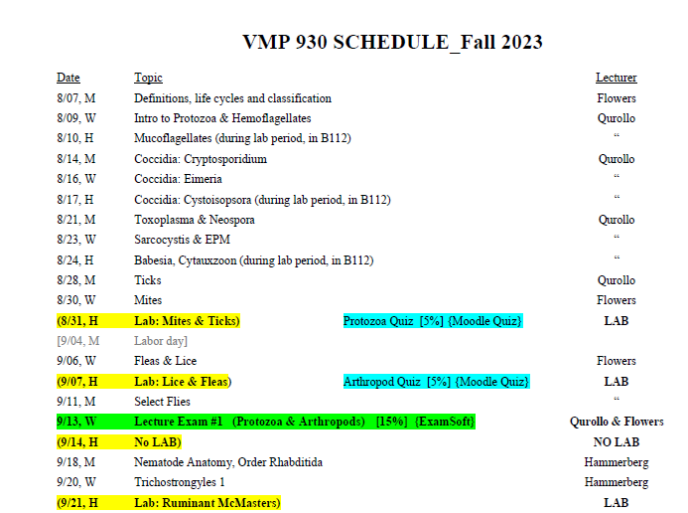 VMP 930 SCHEDULE_Fall 2023
Date Topic Lecturer
8/07, M Definitions, life cycles and classification Flowers
8/09, W Intro to Protozoa & Hemoflagellates Qurollo
8/10, H Mucoflagellates (during lab period, in B112) “
8/14, M Coccidia: Cryptosporidium Qurollo
8/16, W Coccidia: Eimeria “
8/17, H Coccidia: Cystoisopsora (during lab period, in B112) “
8/21, M Toxoplasma & Neospora Qurollo
8/23, W Sarcocystis & EPM “
8/24, H Babesia, Cytauxzoon (during lab period, in B112) “
8/28, M Ticks Qurollo
8/30, W Mites Flowers
(8/31, H Lab: Mites & Ticks) Protozoa Quiz [5%] {Moodle Quiz} LAB
[9/04, M Labor day]
9/06, W Fleas & Lice Flowers
(9/07, H Lab: Lice & Fleas) Arthropod Quiz [5%] {Moodle Quiz} LAB
9/11, M Select Flies “
9/13, W Lecture Exam #1 (Protozoa & Arthropods) [15%] {ExamSoft} Qurollo & Flowers
(9/14, H No LAB) NO LAB
9/18, M Nematode Anatomy, Order Rhabditida Hammerberg
9/20, W Trichostrongyles 1 Hammerberg
(9/21, H Lab: Ruminant McMasters) LAB